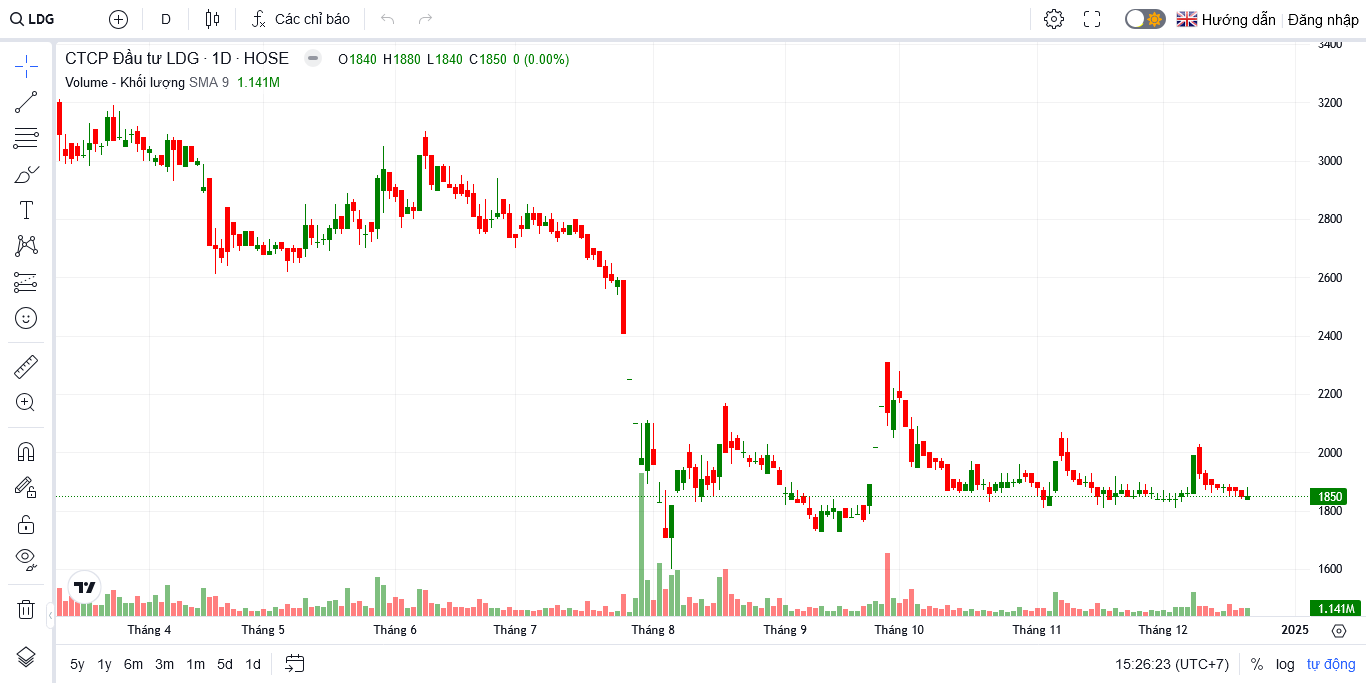 LDG D Các chỉ báo Hướng dẫn Đăng nhập
CTCP Đầu tư LDG · 1D · HOSE O1840 H1880 L1840 C1850 0 (0.00%)
Volume - Khối lượng SMA 9 1.141M
3400
3200
3000
2800
2600
2400
2200
2000
1850
1800
1600
1.141M
Tháng 4 Tháng 5 Tháng 6 Tháng 7 Tháng 8 Tháng 9 Tháng 10 Tháng 11 Tháng 12 2025
5y 1y 6m 3m 1m 5d 1d 15:26:23 (UTC+7) % log tự động